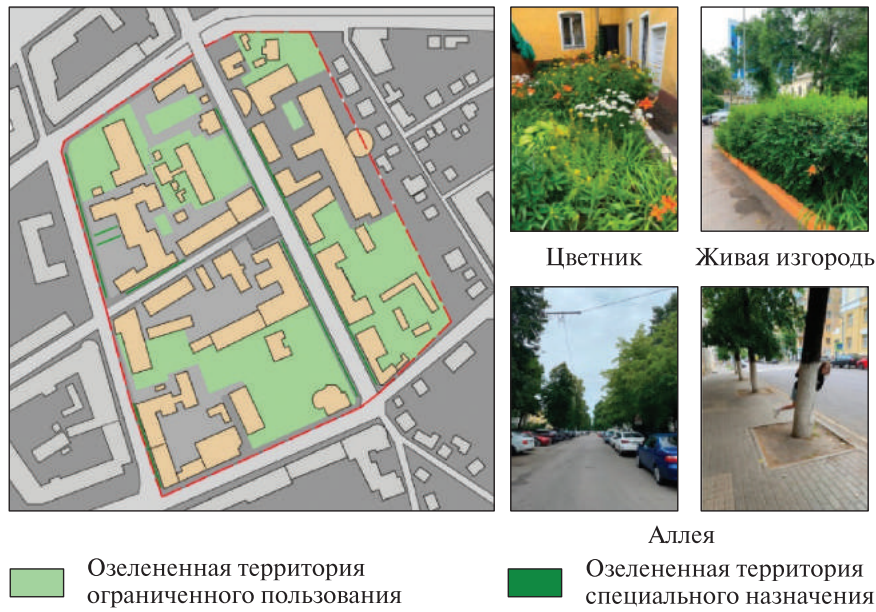 Цветник
Живая изгородь
Аллея
Озелененная территория
ограниченного пользования
Озелененная территория
специального назначения